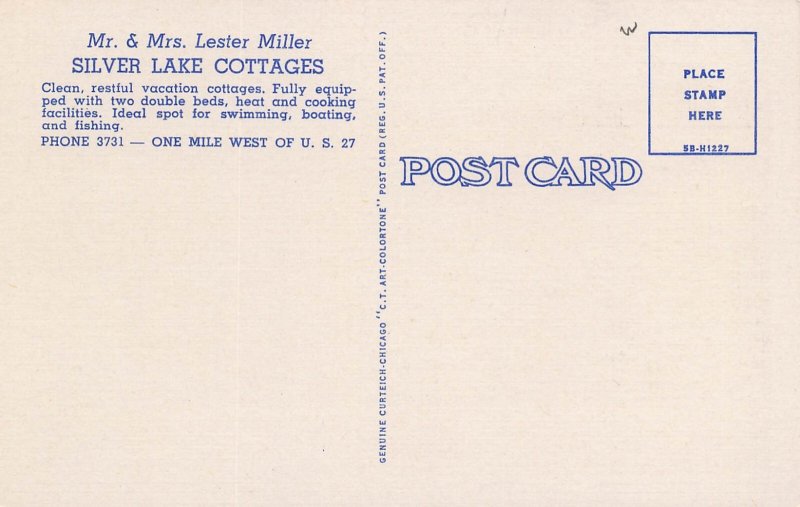 Mr. & Mrs. Lester Miller
SILVER LAKE COTTAGES
Clean, restful vacation cottages. Fully equip-
ped with two double beds, heat and cooking
facilities. Ideal spot for swimming, boating,
and fishing.
PHONE 3731 — ONE MILE WEST OF U. S. 27
GENUINE CURTEICH-CHICAGO "C.T. ART-COLORTONE" POST CARD (REG. U.S. PAT. OFF.)
W
POST CARD
PLACE
STAMP
HERE
5B-H1227